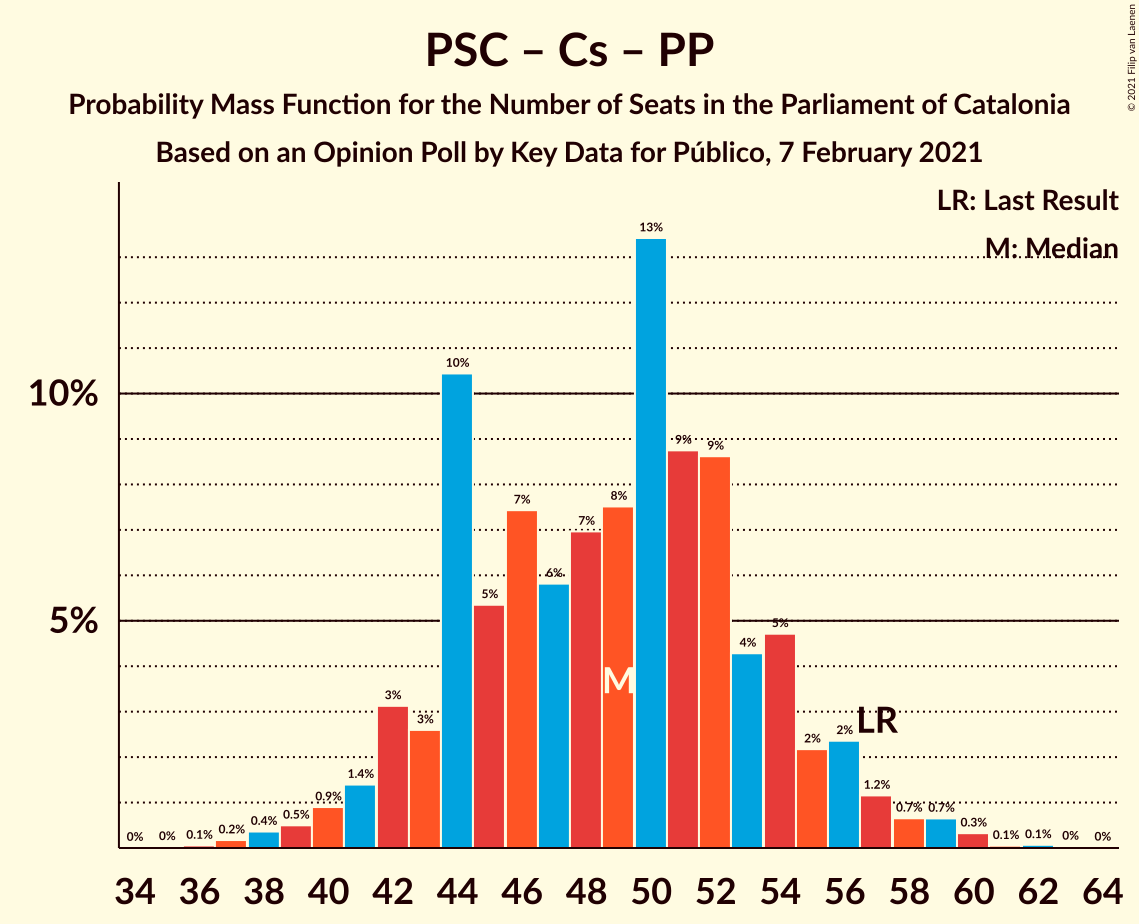 PSC – Cs – PP
Probability Mass Function for the Number of Seats in the Parliament of Catalonia
Based on an Opinion Poll by Key Data for Público, 7 February 2021
© 2021 Filip van Laenen
LR: Last Result
M: Median
10%
5%
0% 0% 0.1% 0.2% 0.4% 0.5% 0.9% 1.4% 3% 3% 10% 5% 7% 6% 7% 8% 13% 9% 9% 4% 5% 2% 2% 1.2% 0.7% 0.7% 0.3% 0.1% 0.1% 0% 0%
M
LR
34 36 38 40 42 44 46 48 50 52 54 56 58 60 62 64